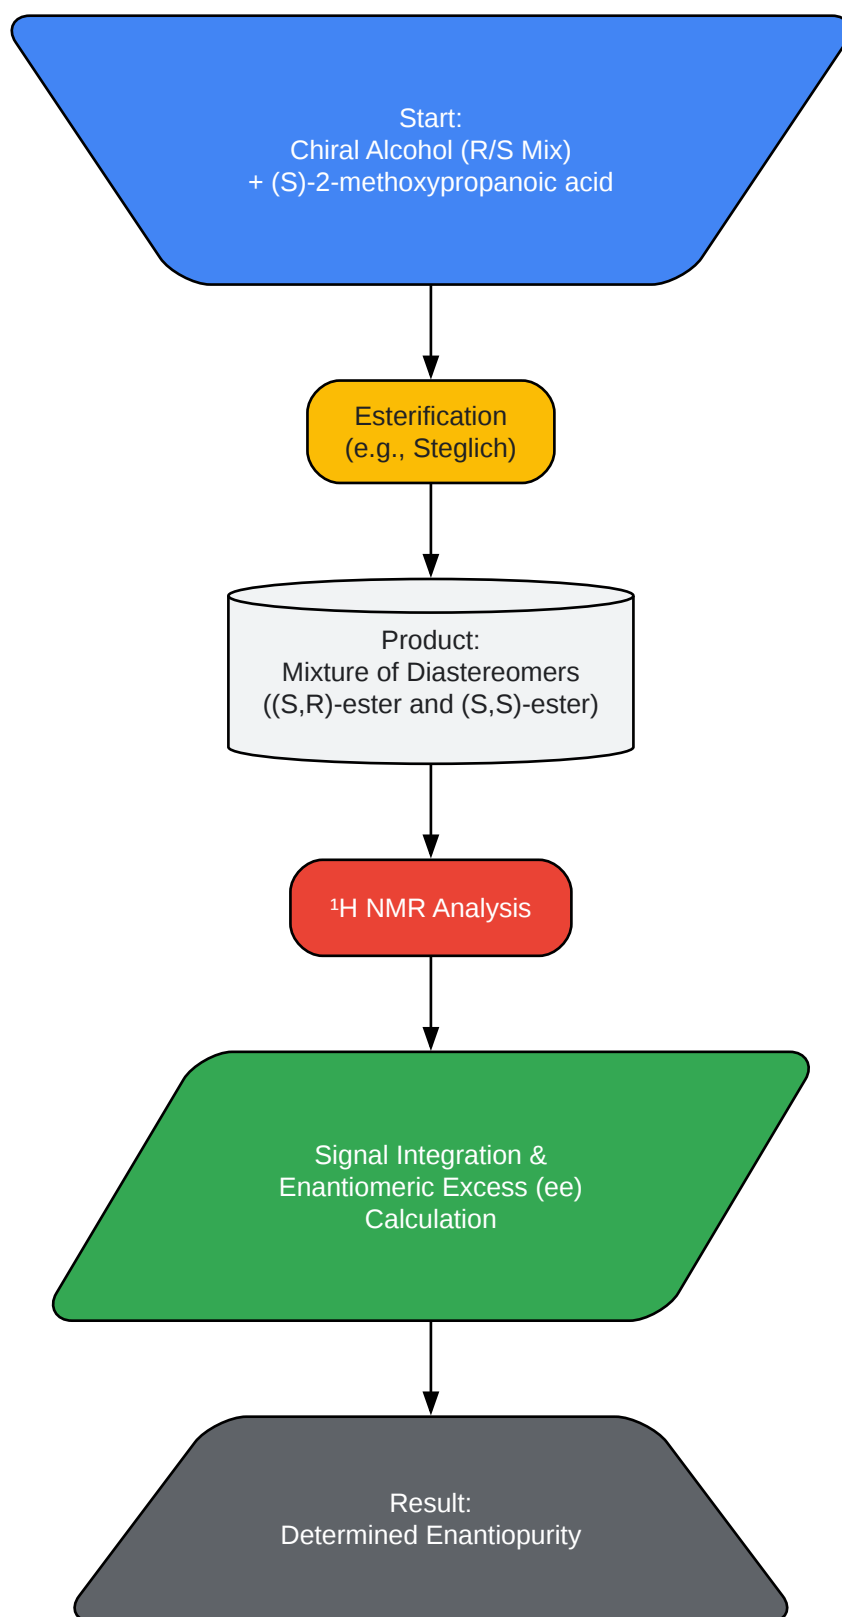 Start:
Chiral Alcohol (R/S Mix)
+ (S)-2-methoxypropanoic acid
Esterification
(e.g., Steglich)
Product:
Mixture of Diastereomers
((S,R)-ester and (S,S)-ester)
¹H NMR Analysis
Signal Integration &
Enantiomeric Excess (ee)
Calculation
Result:
Determined Enantiopurity